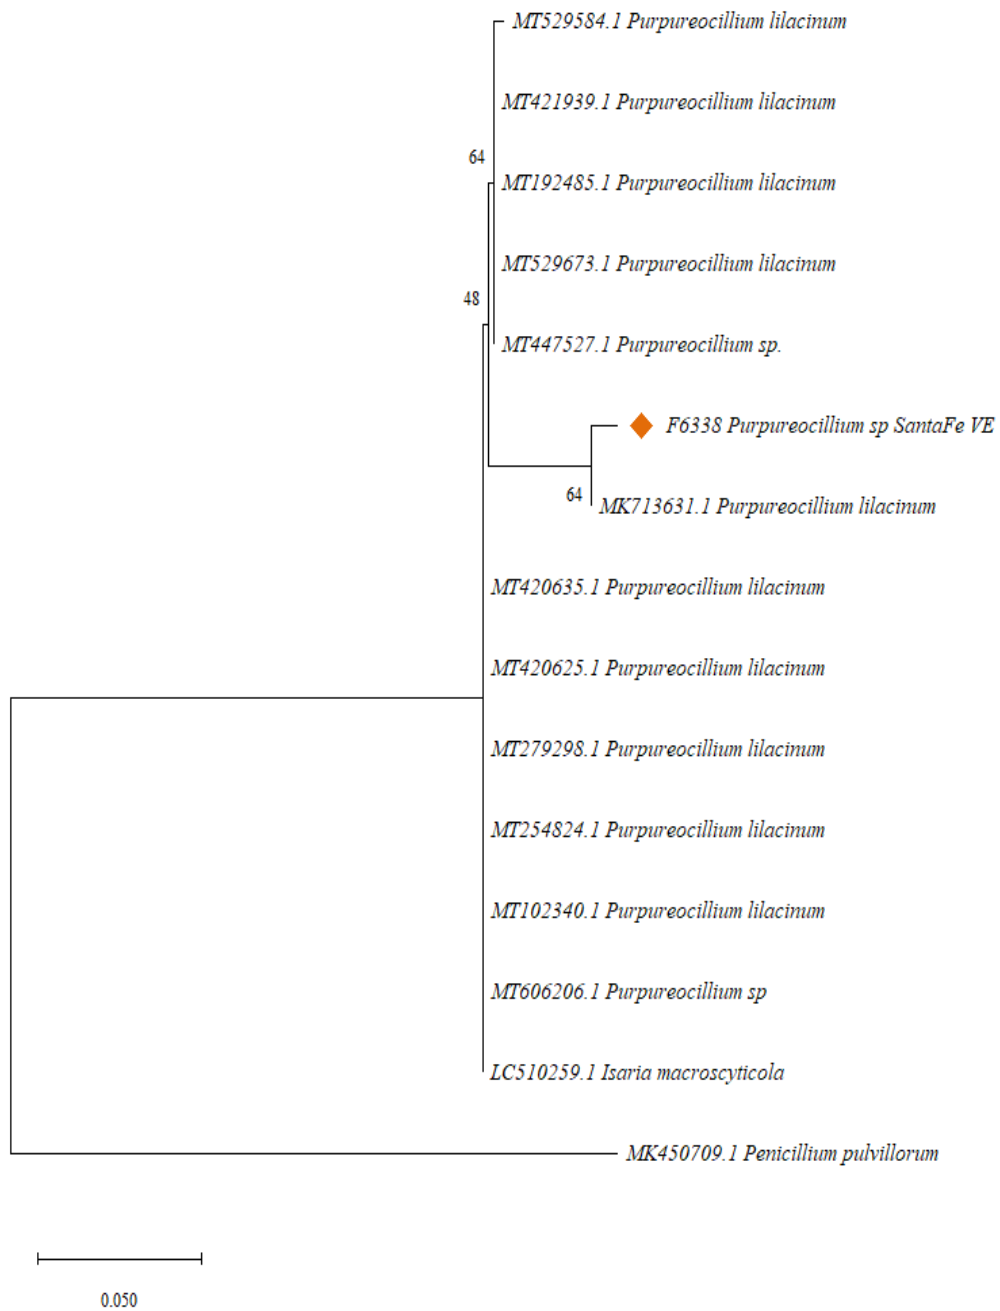 MT529584.1 Purpureocillium lilacinum
MT421939.1 Purpureocillium lilacinum
64
MT192485.1 Purpureocillium lilacinum
MT529673.1 Purpureocillium lilacinum
48
MT447527.1 Purpureocillium sp.
F6338 Purpureocillium sp SantaFe VE
64
MK713631.1 Purpureocillium lilacinum
MT420635.1 Purpureocillium lilacinum
MT420625.1 Purpureocillium lilacinum
MT279298.1 Purpureocillium lilacinum
MT254824.1 Purpureocillium lilacinum
MT102340.1 Purpureocillium lilacinum
MT606206.1 Purpureocillium sp
LC510259.1 Isaria macroscyticola
MK450709.1 Penicillium pulvillorum
0.050